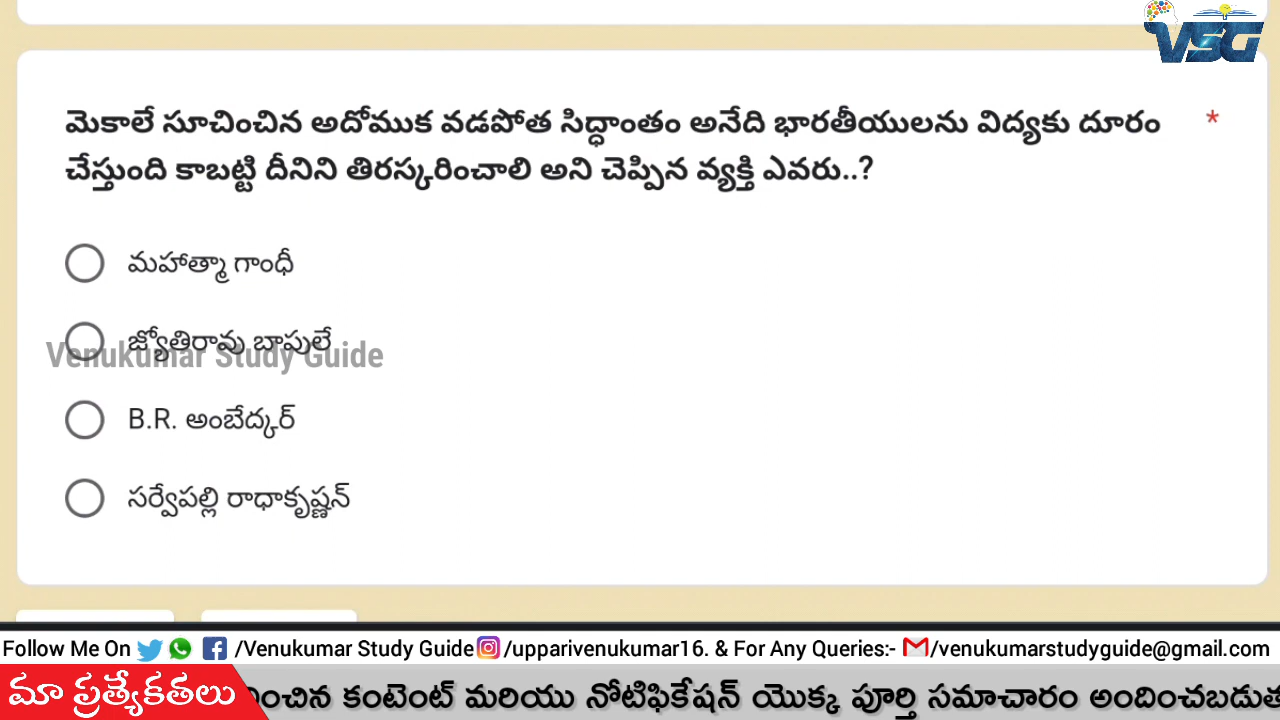 VSG
మెకాలే సూచించిన అదోముక వడపోత సిద్ధాంతం అనేది భారతీయులను విద్యకు దూరం *
చేస్తుంది కాబట్టి దీనిని తిరస్కరించాలి అని చెప్పిన వ్యక్తి ఎవరు..?
మహాత్మా గాంధీ
జ్యోతిరావు బాపులే
Venukumar Study Guide
B.R. అంబేద్కర్
సర్వేపల్లి రాధాకృష్ణన్
Follow Me On /Venukumar Study Guide /upparivenukumar16. & For Any Queries:- /venukumarstudyguide@gmail.com
మా ప్రత్యేకతలు
కంటెంట్ మరియు నోటిఫికేషన్ యొక్క పూర్తి సమాచారం